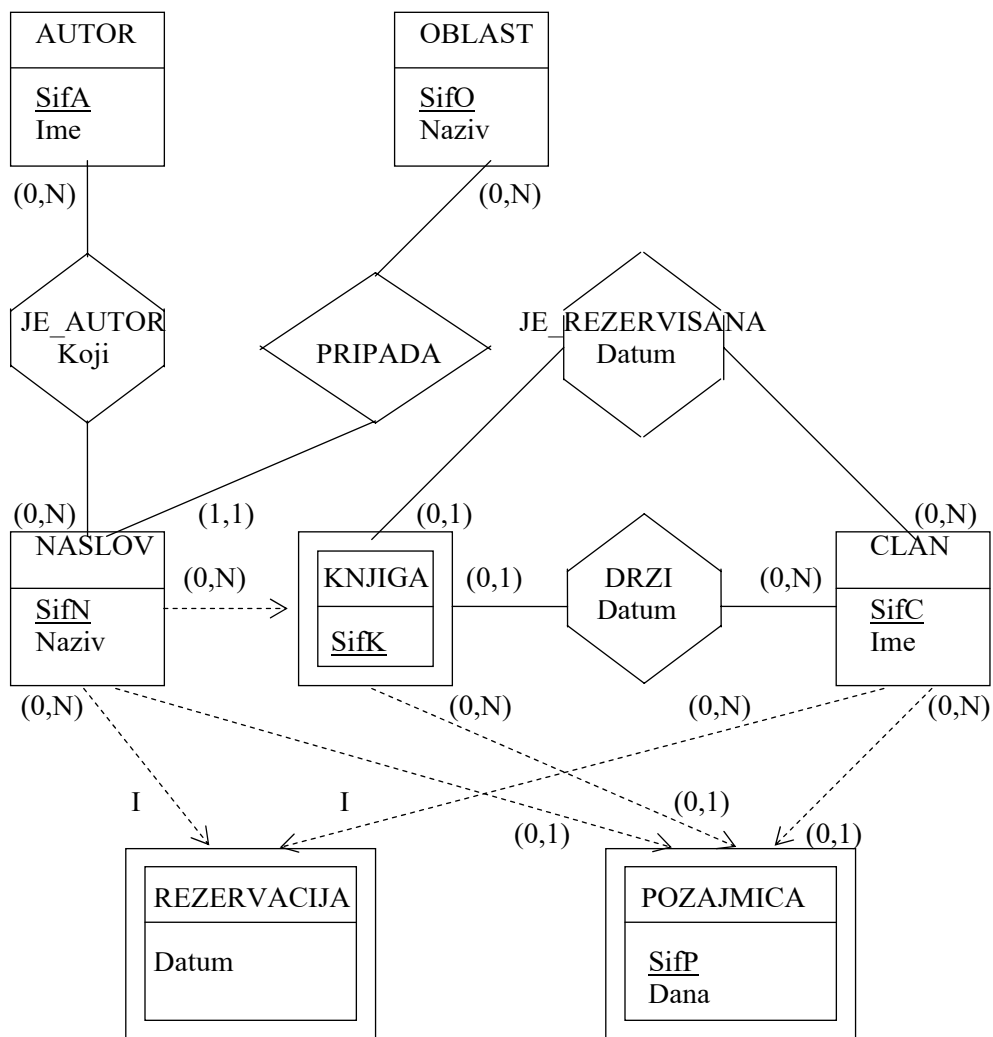 AUTOR
SifA
Ime
OBLAST
SifO
Naziv
(0,N)
(0,N)
JE_AUTOR
Koji
PRIPADA
JE_REZERVISANA
Datum
(0,N)
(1,1)
(0,1)
(0,N)
NASLOV
SifN
Naziv
(0,N)
KNJIGA
SifK
(0,1)
DRZI
Datum
(0,N)
CLAN
SifC
Ime
(0,N)
(0,N)
(0,N)
(0,N)
I
I
(0,1)
(0,1)
(0,1)
REZERVACIJA
Datum
POZAJMICA
SifP
Dana